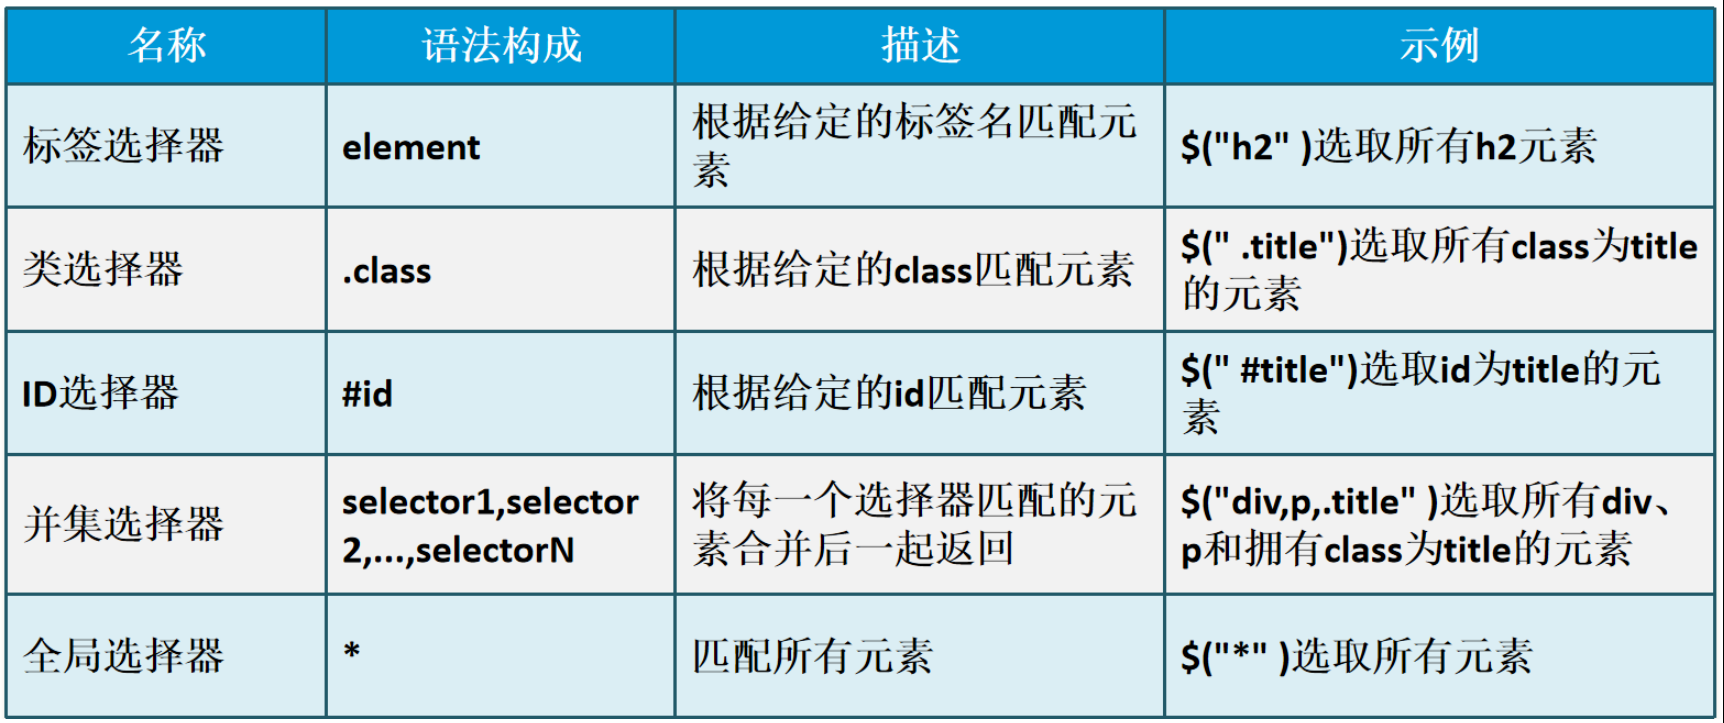 名称
语法构成
描述
示例
标签选择器
element
根据给定的标签名匹配元
素
$("h2" )选取所有h2元素
类选择器
.class
根据给定的class匹配元素
$(" .title")选取所有class为title
的元素
ID选择器
#id
根据给定的id匹配元素
$(" #title")选取id为title的元
素
并集选择器
selector1,selector
2,...,selectorN
将每一个选择器匹配的元
素合并后一起返回
$("div,p,.title" )选取所有div、
p和拥有class为title的元素
全局选择器
*
匹配所有元素
$("*" )选取所有元素